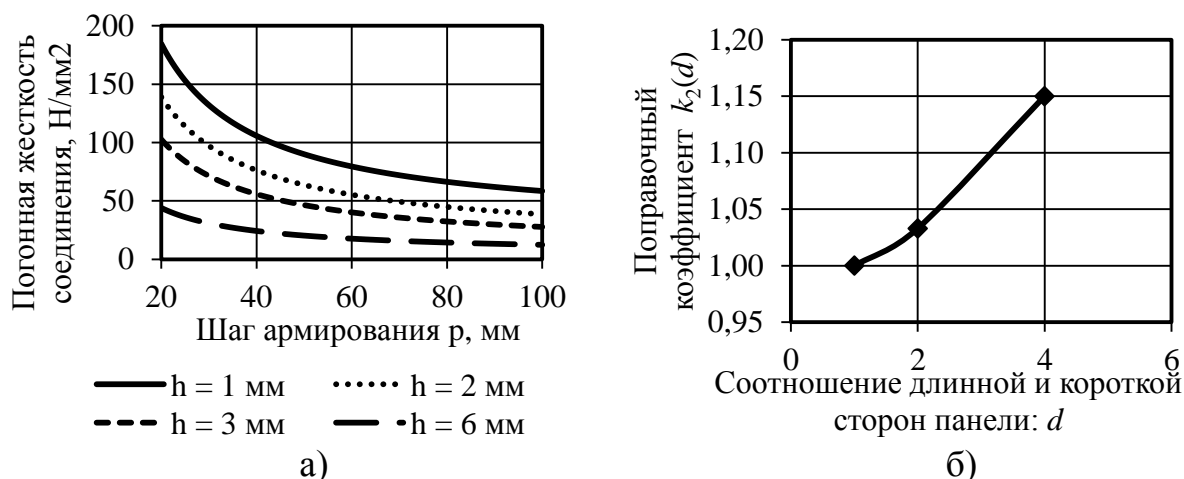 Погонная жесткость
соединения, Н/мм2
200
150
100
50
0
20 40 60 80 100
Шаг армирования p, мм
h = 1 мм h = 2 мм
h = 3 мм h = 6 мм
а)
Поправочный
коэффициент k₂(d)
1,20
1,15
1,10
1,05
1,00
0,95
0 2 4 6
Соотношение длинной и короткой
сторон панели: d
б)